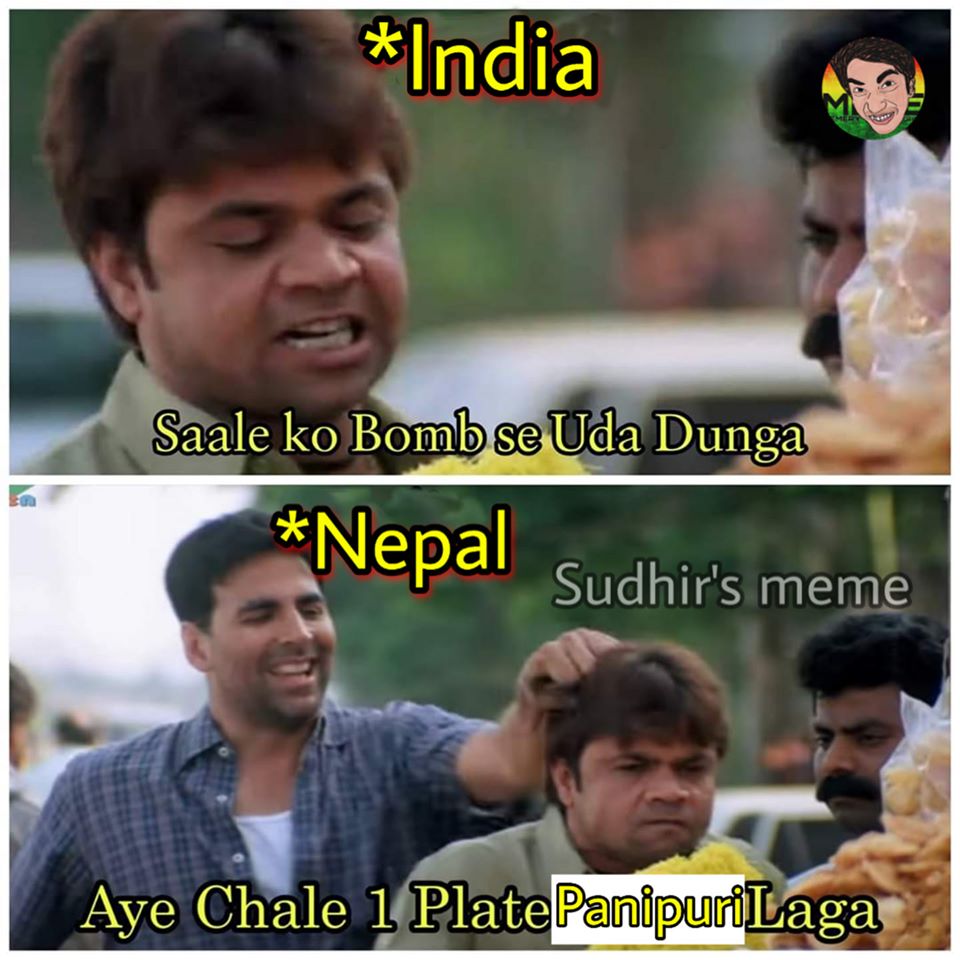 *India
Saale ko Bomb se Uda Dunga
*Nepal
Sudhir's meme
Aye Chale 1 Plate Panipuri Laga